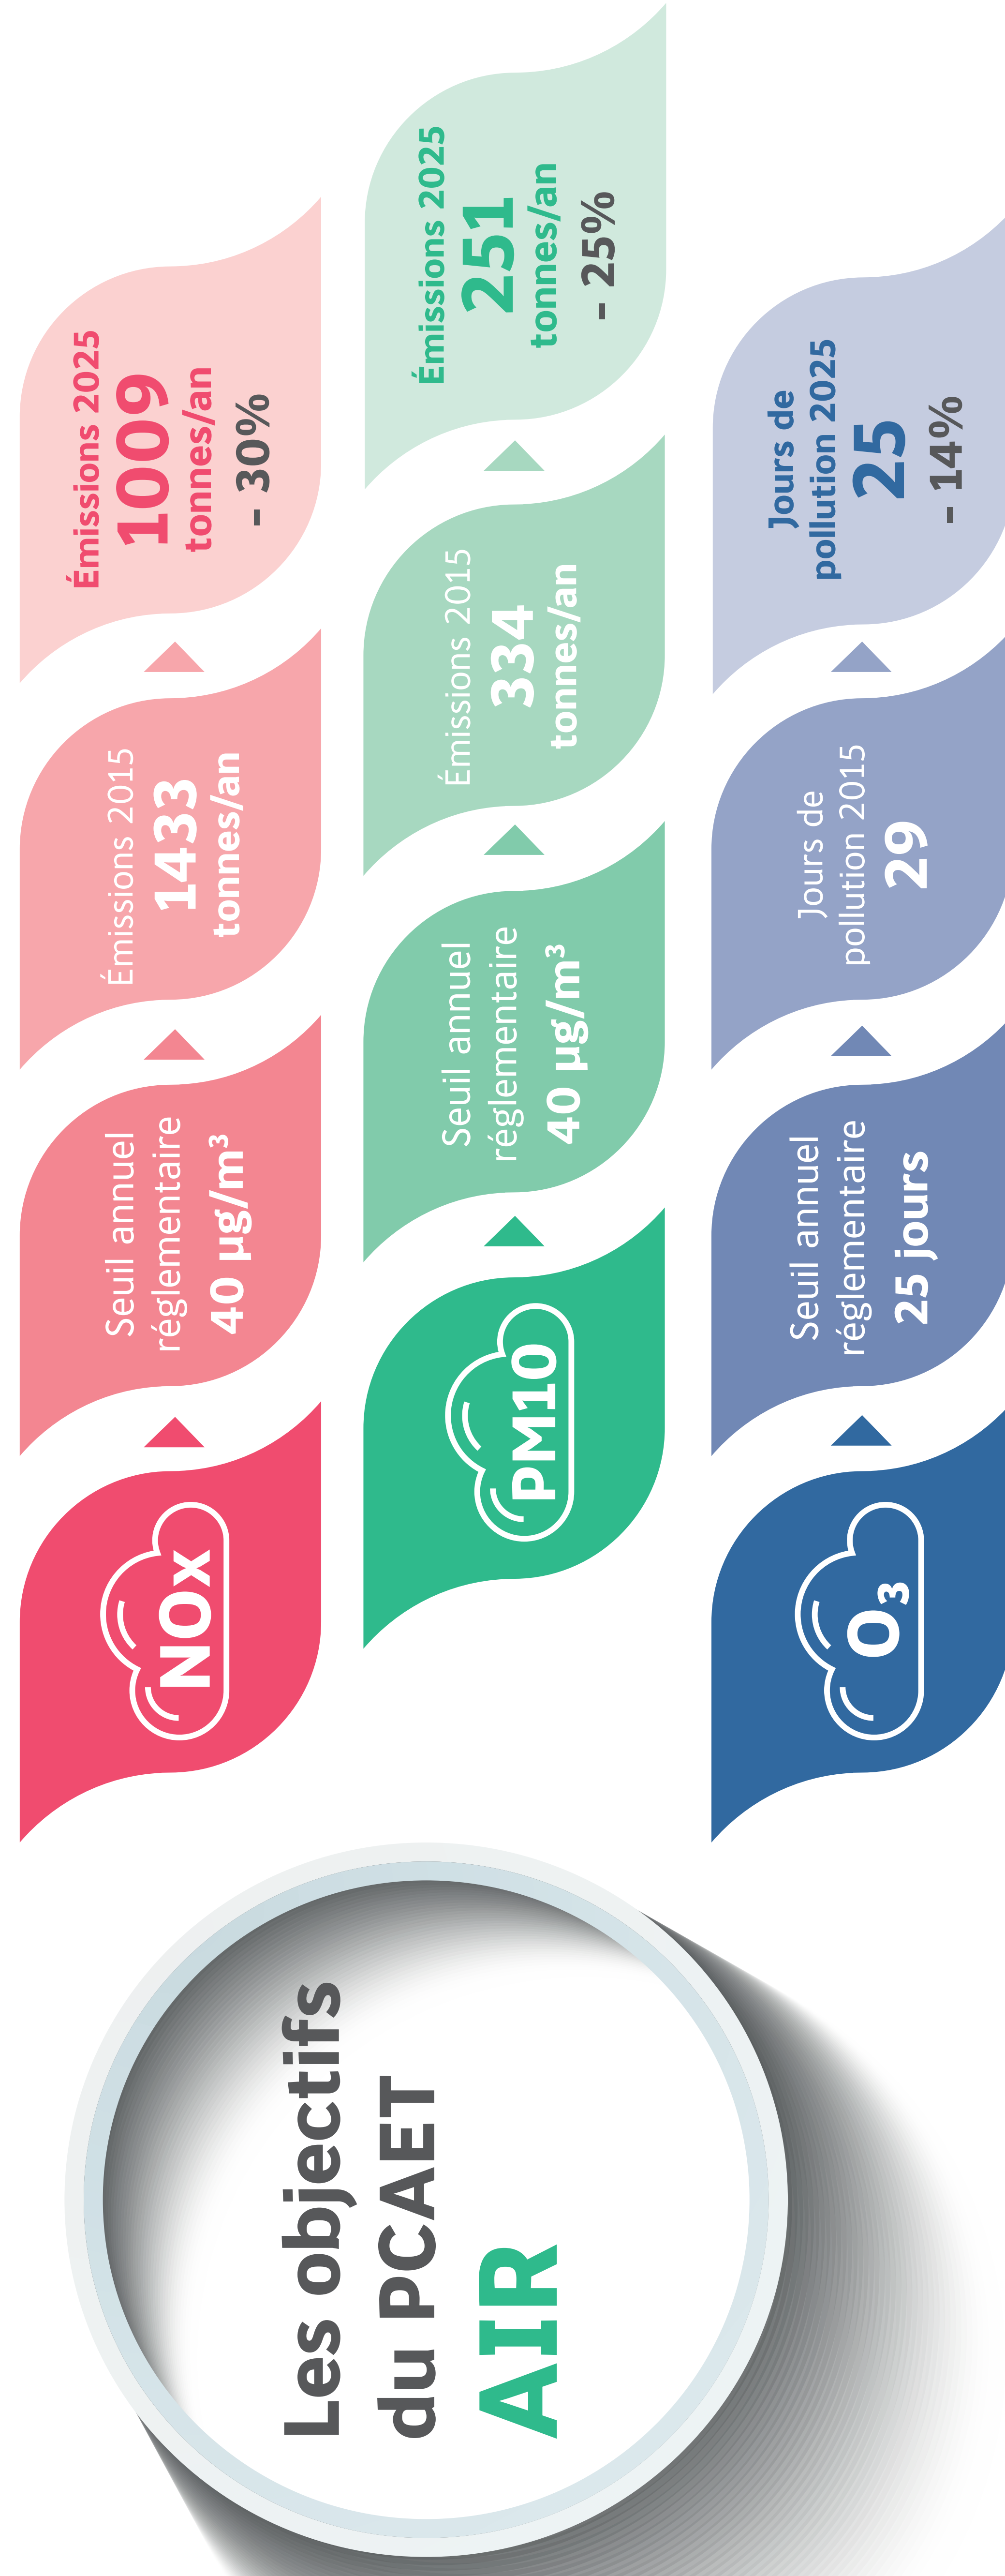 Les objectifs
du PCAET
AIR
NOx
Seuil annuel
réglementaire
40 µg/m³
Émissions 2015
1433
tonnes/an
Émissions 2025
1009
tonnes/an
- 30%
PM10
Seuil annuel
réglementaire
40 µg/m³
Émissions 2015
334
tonnes/an
Émissions 2025
251
tonnes/an
- 25%
O₃
Seuil annuel
réglementaire
25 jours
Jours de
pollution 2015
29
Jours de
pollution 2025
25
- 14%